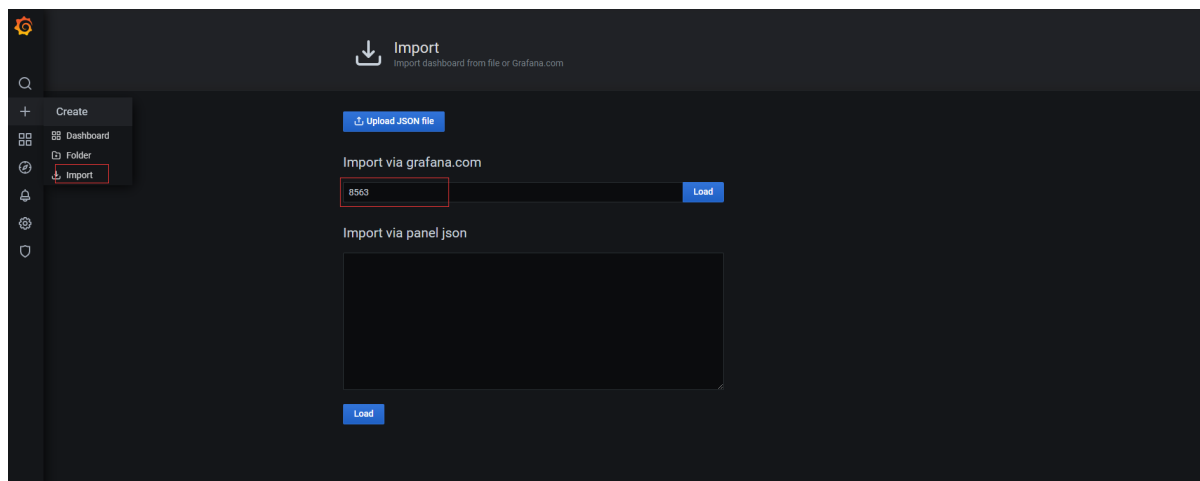 Import
Import dashboard from file or Grafana.com
Create
Dashboard
Folder
Import
Upload JSON file
Import via grafana.com
8563
Load
Import via panel json
Load